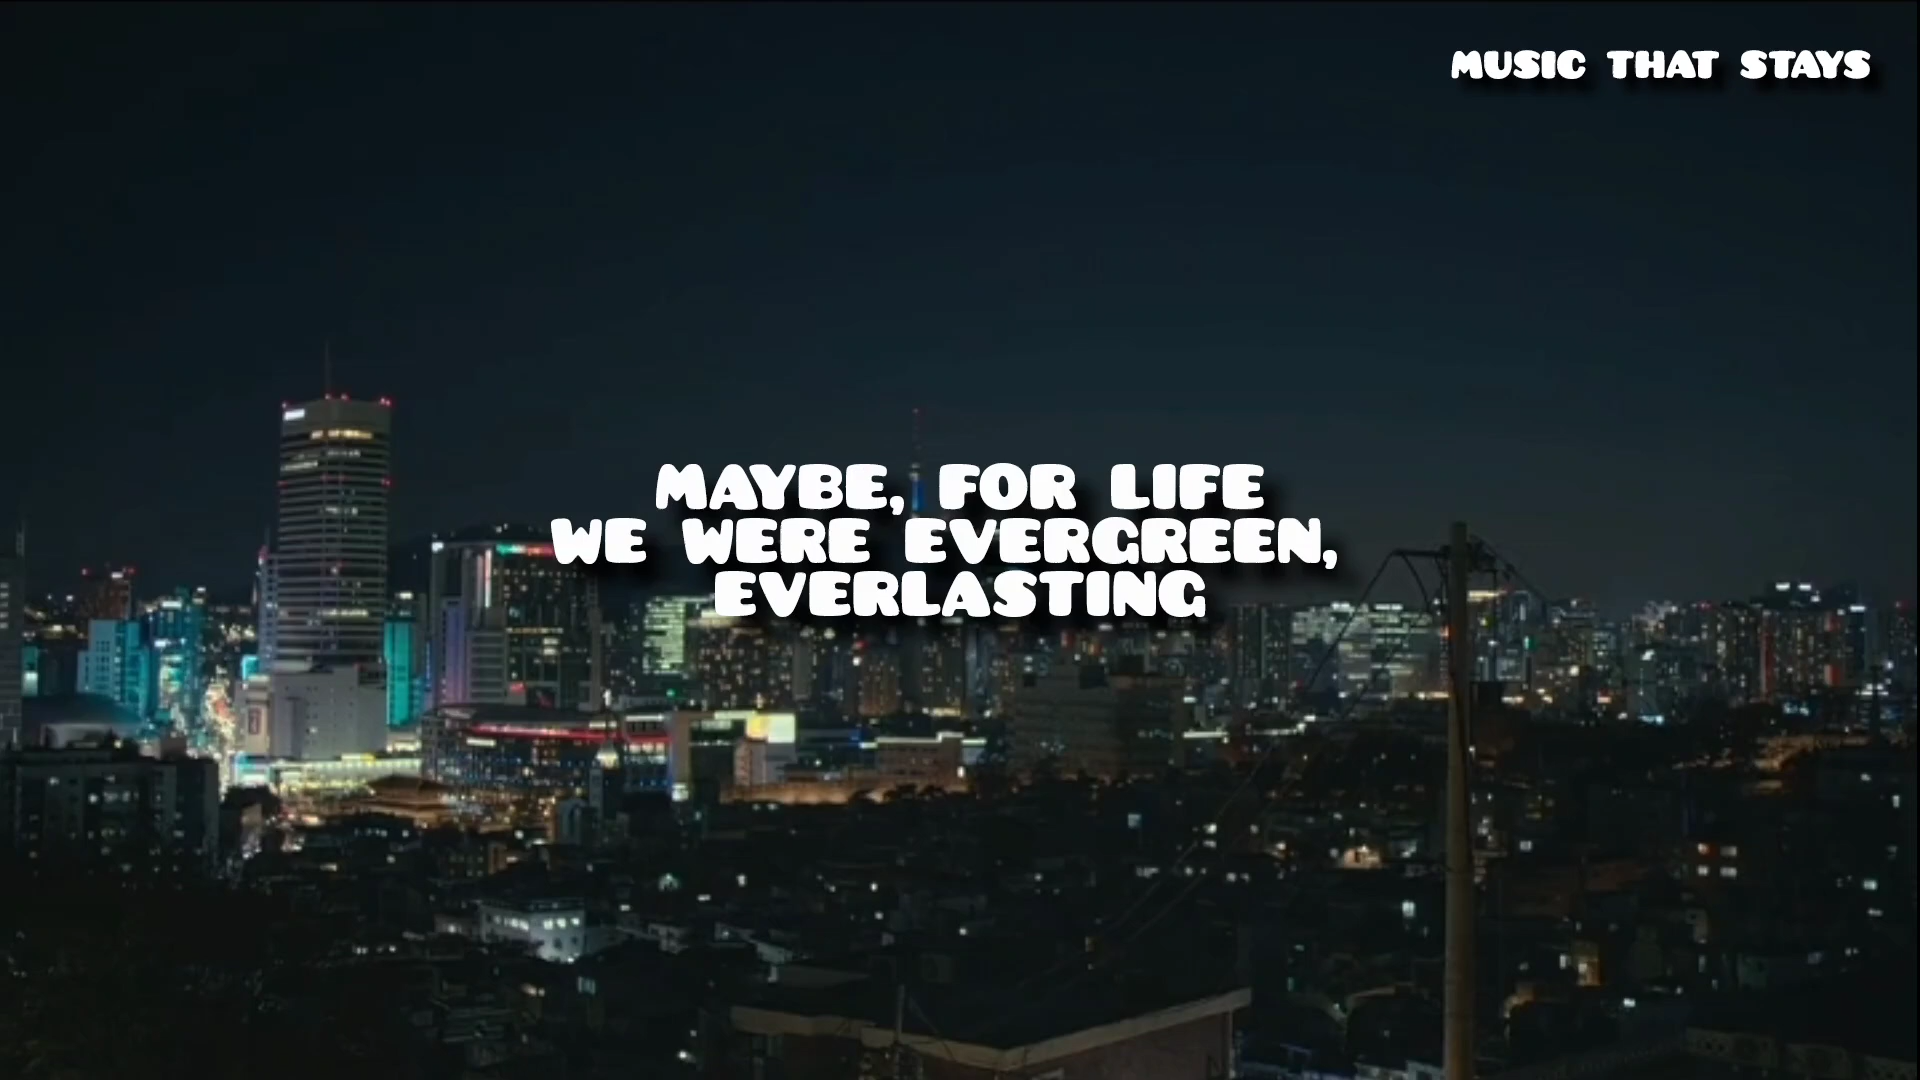 MUSIC THAT STAYS
MAYBE, FOR LIFE
WE WERE EVERGREEN,
EVERLASTING